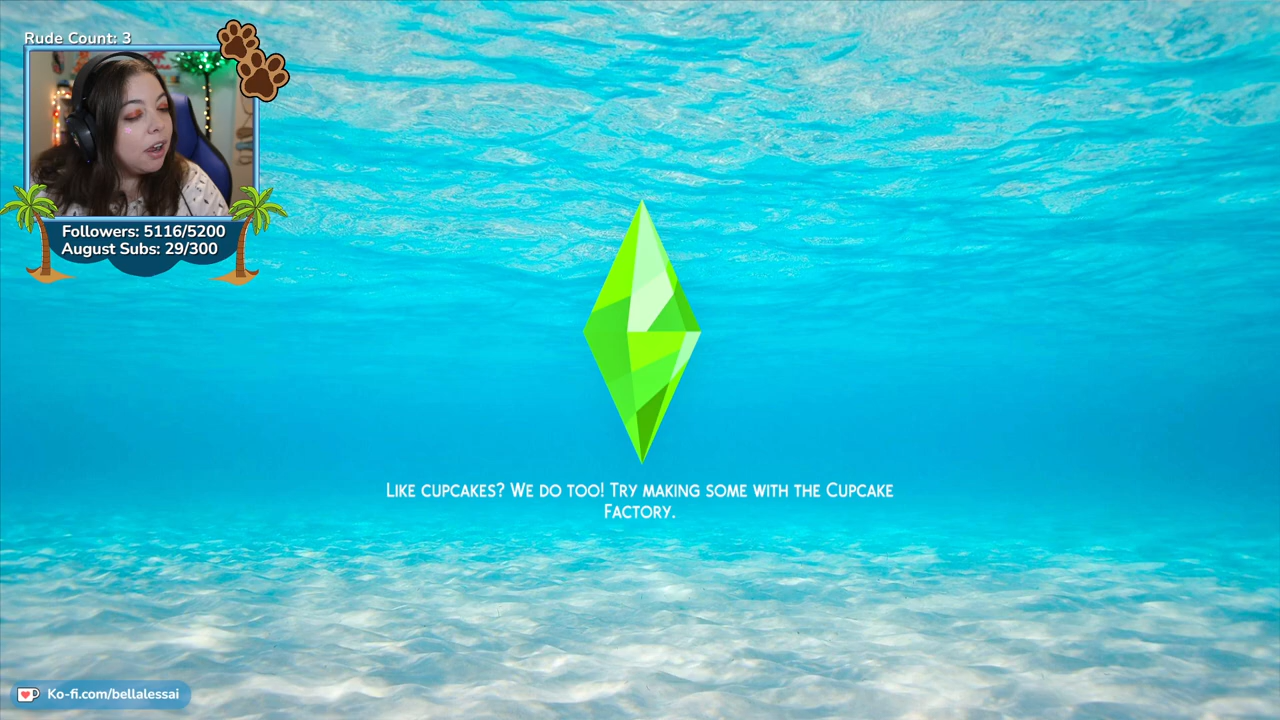 Rude Count: 3
Followers: 5116/5200
August Subs: 29/300
Like cupcakes? We do too! Try making some with the Cupcake
Factory.
Ko-fi.com/bellalessai